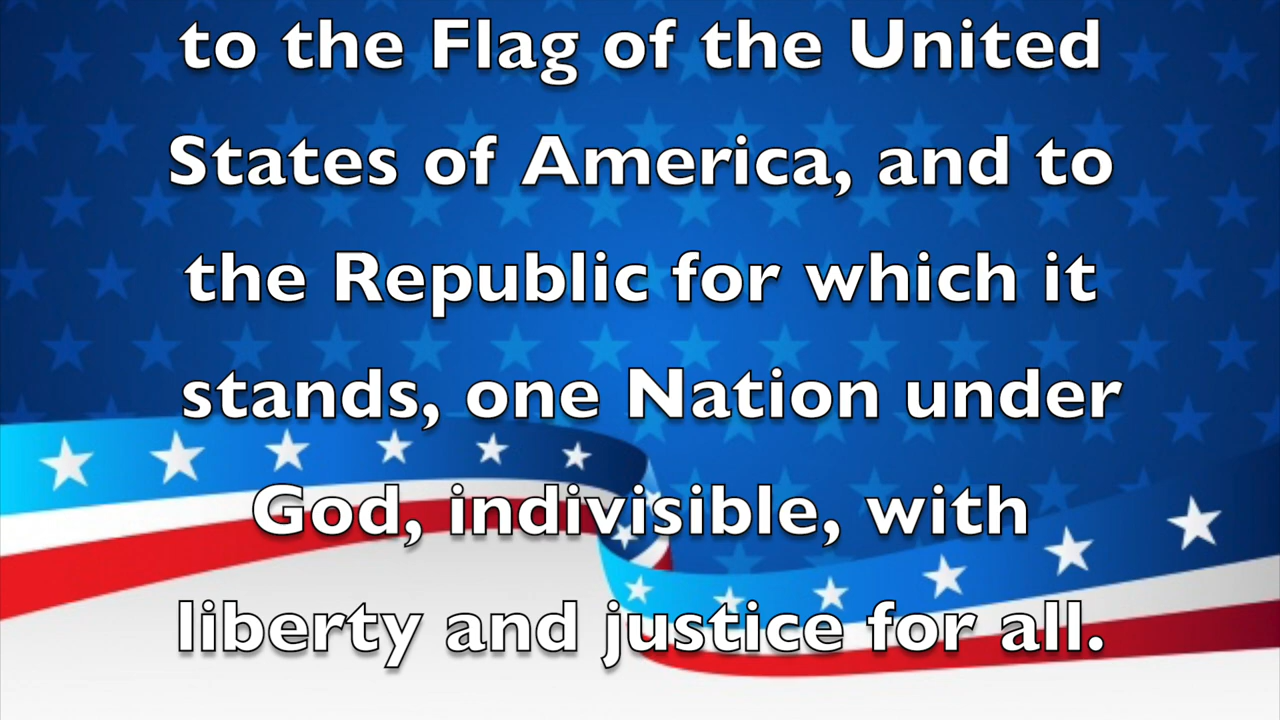 to the Flag of the United
States of America, and to
the Republic for which it
stands, one Nation under
God, indivisible, with
liberty and justice for all.